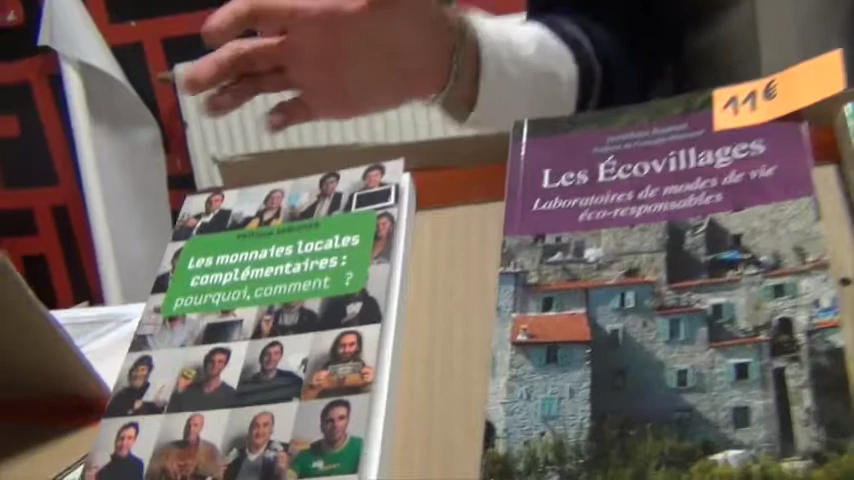 Les monnaies locales
complémentaires :
pourquoi, comment ?
11€
Les Écovillages
Laboratoires de modes de vie
éco-responsables